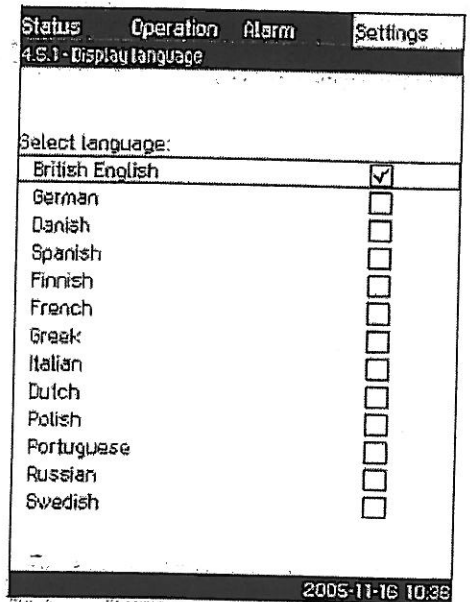 Status Operation Alarm Settings
4.5.1 - Display language
Select language:
British English
German
Danish
Spanish
Finnish
French
Greek
Italian
Dutch
Polish
Portuguese
Russian
Swedish
2005-11-16 10:38